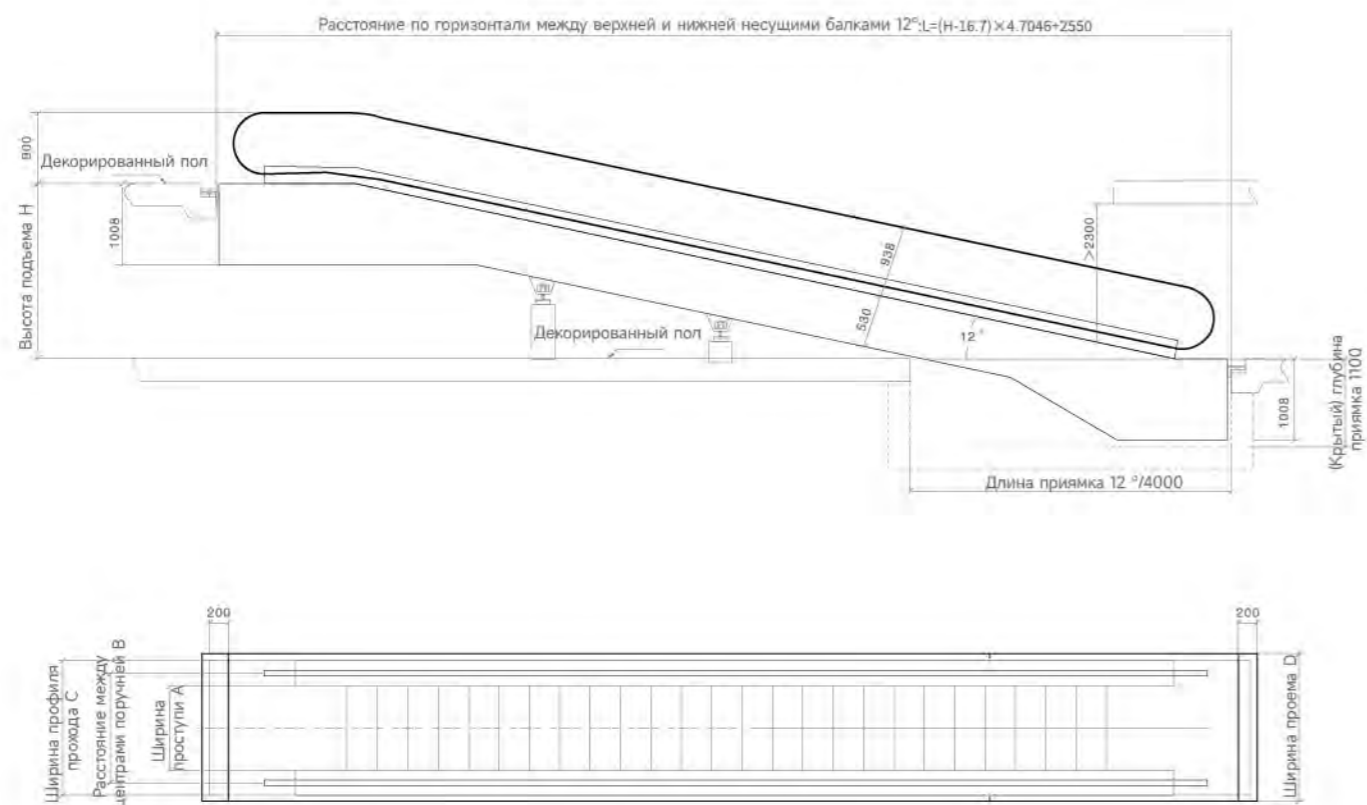 Расстояние по горизонтали между верхней и нижней несущими балками 12°:L=(H-16.7)×4.7046+2550
900
Декорированный пол
1008
Высота подъема H
938
>2300
530
12°
Декорированный пол
1008
(Крытый) глубина
приямка 1100
Длина приямка 12 °/4000
200
200
Ширина профиля
прохода C
Расстояние между
центрами поручней B
Ширина
проступи A
Ширина проема D